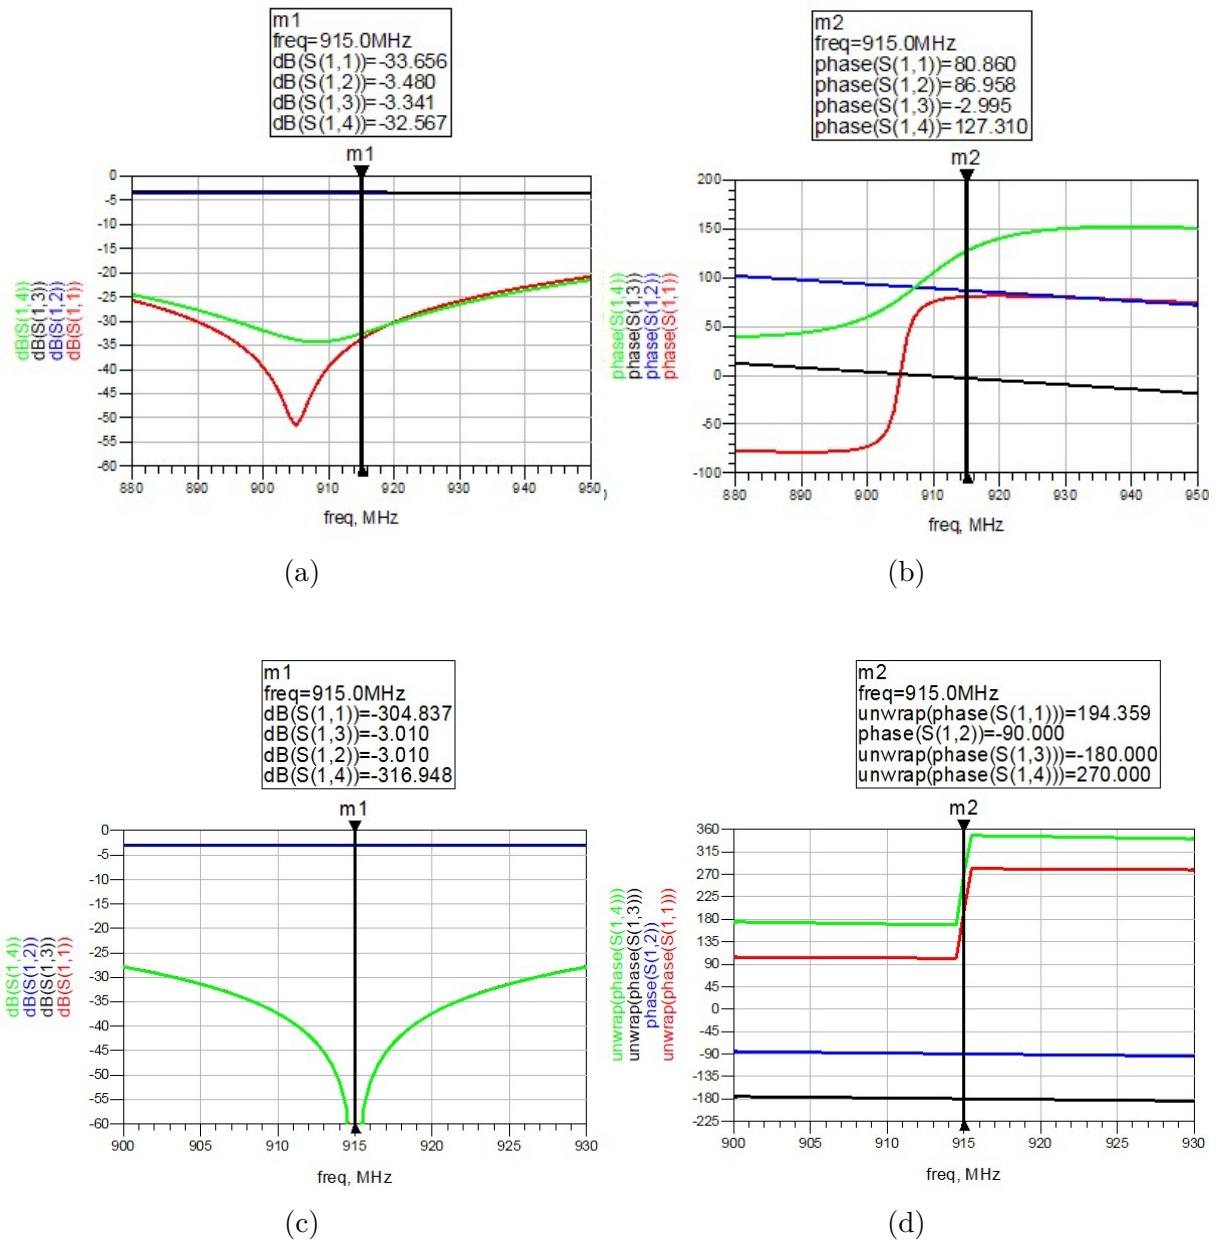 m1
freq=915.0MHz
dB(S(1,1))=-33.656
dB(S(1,2))=-3.480
dB(S(1,3))=-3.341
dB(S(1,4))=-32.567
m1
0
-5
-10
-15
-20
-25
-30
-35
-40
-45
-50
-55
-60
880
890
900
910
920
930
940
950
freq, MHz
dB(S(1,4))
dB(S(1,3))
dB(S(1,2))
dB(S(1,1))
(a)
m2
freq=915.0MHz
phase(S(1,1))=80.860
phase(S(1,2))=86.958
phase(S(1,3))=-2.995
phase(S(1,4))=127.310
m2
200
150
100
50
0
-50
-100
880
890
900
910
920
930
940
950
freq, MHz
phase(S(1,4))
phase(S(1,3))
phase(S(1,2))
phase(S(1,1))
(b)
m1
freq=915.0MHz
dB(S(1,1))=-304.837
dB(S(1,3))=-3.010
dB(S(1,2))=-3.010
dB(S(1,4))=-316.948
m1
0
-5
-10
-15
-20
-25
-30
-35
-40
-45
-50
-55
-60
900
905
910
915
920
925
930
freq, MHz
dB(S(1,4))
dB(S(1,2))
dB(S(1,3))
dB(S(1,1))
(c)
m2
freq=915.0MHz
unwrap(phase(S(1,1)))=194.359
phase(S(1,2))=-90.000
unwrap(phase(S(1,3)))=-180.000
unwrap(phase(S(1,4)))=270.000
m2
360
315
270
225
180
135
90
45
0
-45
-90
-135
-180
-225
900
905
910
915
920
925
930
freq, MHz
unwrap(phase(S(1,4)))
unwrap(phase(S(1,3)))
phase(S(1,2))
unwrap(phase(S(1,1)))
(d)